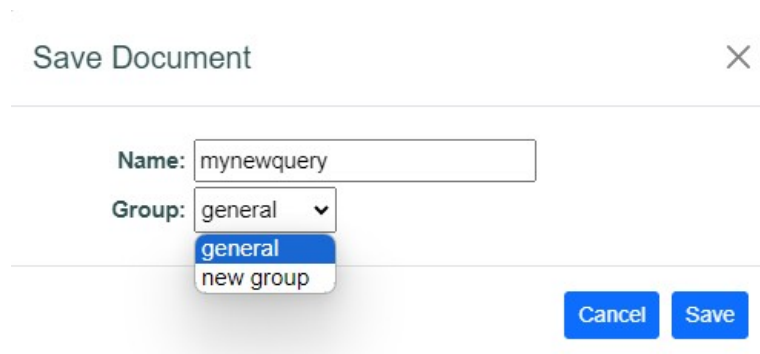 Save Document
Name: mynewquery
Group: general
general
new group
Cancel Save